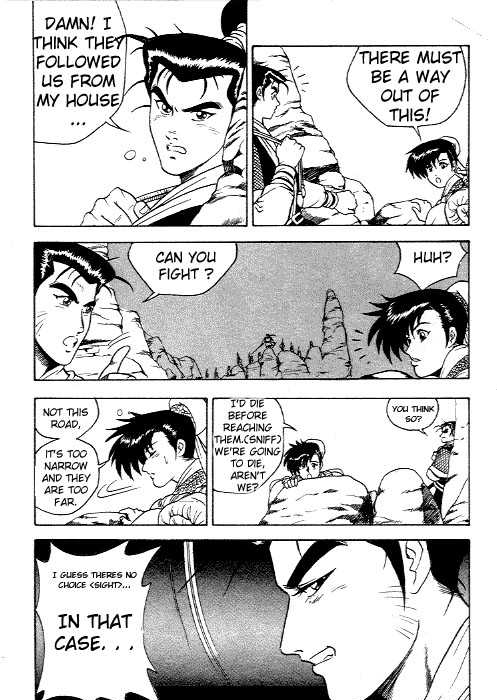 DAMN! I
THINK THEY
FOLLOWED
US FROM
MY HOUSE
...
THERE MUST
BE A WAY
OUT OF
THIS!
CAN YOU
FIGHT ?
HUH?
NOT THIS
ROAD,
IT'S TOO
NARROW
AND THEY
ARE TOO
FAR.
I'D DIE
BEFORE
REACHING
THEM.(SNIFF)
WE'RE GOING
TO DIE,
AREN'T
WE?
YOU THINK
SO?
I GUESS THERES NO
CHOICE <SIGHT>...
IN THAT
CASE. . .